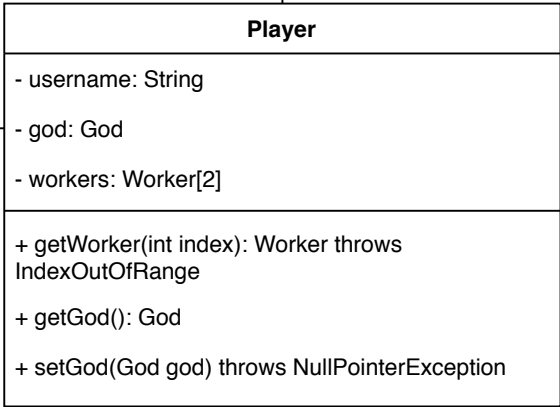 Player
- username: String
- god: God
- workers: Worker[2]
+ getWorker(int index): Worker throws
IndexOutOfRange
+ getGod(): God
+ setGod(God god) throws NullPointerException